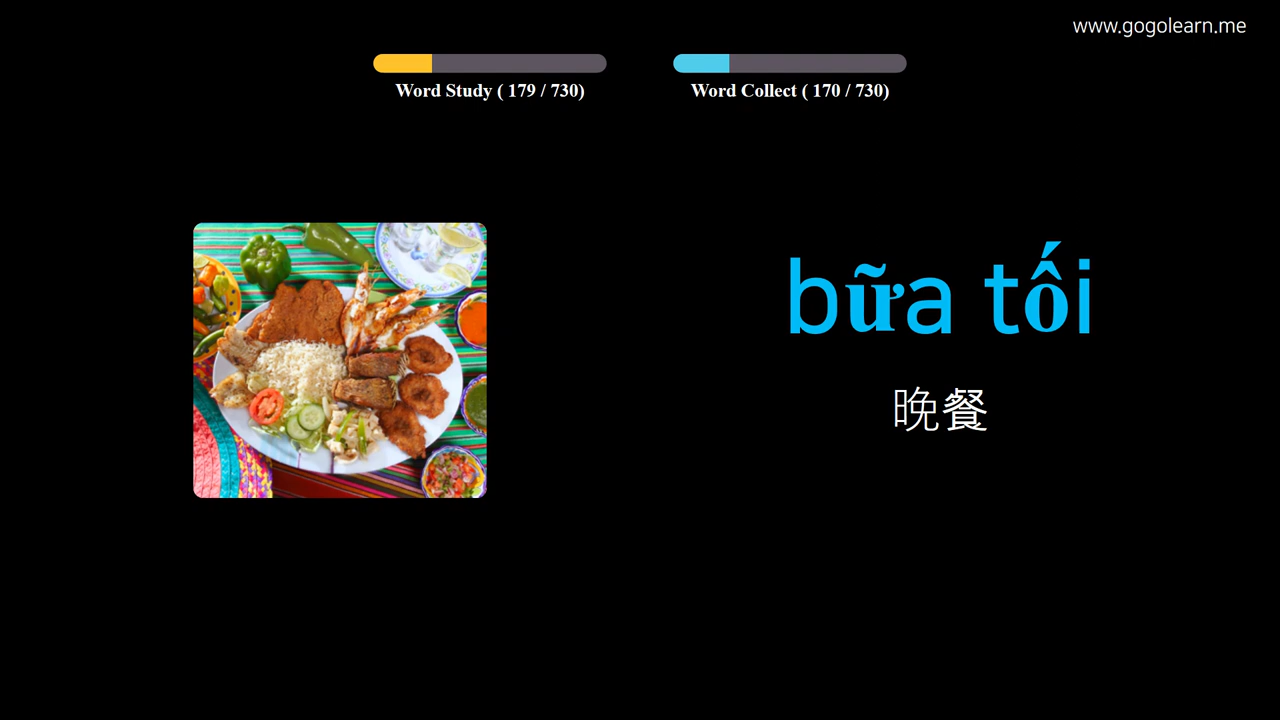 www.gogolearn.me
Word Study ( 179 / 730)
Word Collect ( 170 / 730)
bữa tối
晚餐